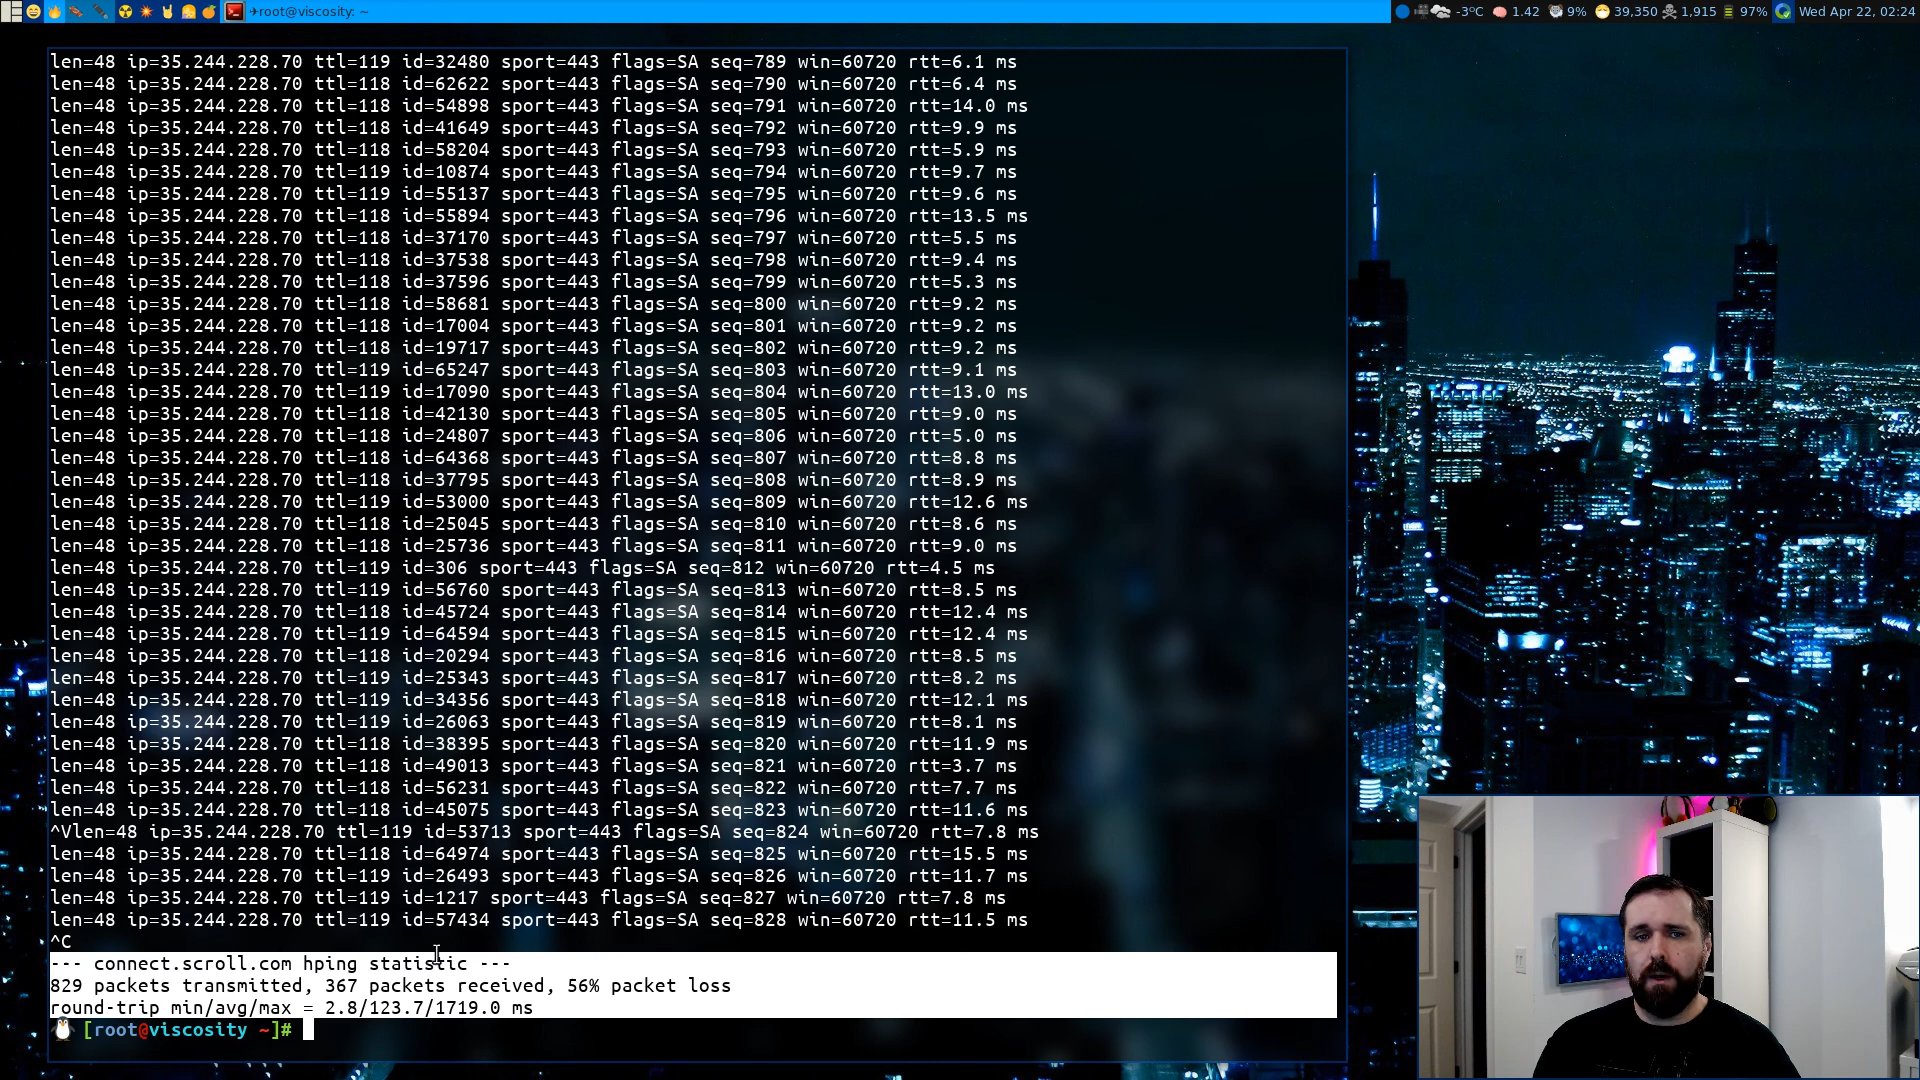 ✈root@viscosity: ~
-3ºC 1.42 9% 39,350 1,915 97% Wed Apr 22, 02:24
len=48 ip=35.244.228.70 ttl=119 id=32480 sport=443 flags=SA seq=789 win=60720 rtt=6.1 ms
len=48 ip=35.244.228.70 ttl=118 id=62622 sport=443 flags=SA seq=790 win=60720 rtt=6.4 ms
len=48 ip=35.244.228.70 ttl=118 id=54898 sport=443 flags=SA seq=791 win=60720 rtt=14.0 ms
len=48 ip=35.244.228.70 ttl=118 id=41649 sport=443 flags=SA seq=792 win=60720 rtt=9.9 ms
len=48 ip=35.244.228.70 ttl=118 id=58204 sport=443 flags=SA seq=793 win=60720 rtt=5.9 ms
len=48 ip=35.244.228.70 ttl=119 id=10874 sport=443 flags=SA seq=794 win=60720 rtt=9.7 ms
len=48 ip=35.244.228.70 ttl=119 id=55137 sport=443 flags=SA seq=795 win=60720 rtt=9.6 ms
len=48 ip=35.244.228.70 ttl=118 id=55894 sport=443 flags=SA seq=796 win=60720 rtt=13.5 ms
len=48 ip=35.244.228.70 ttl=118 id=37170 sport=443 flags=SA seq=797 win=60720 rtt=5.5 ms
len=48 ip=35.244.228.70 ttl=118 id=37538 sport=443 flags=SA seq=798 win=60720 rtt=9.4 ms
len=48 ip=35.244.228.70 ttl=118 id=37596 sport=443 flags=SA seq=799 win=60720 rtt=5.3 ms
len=48 ip=35.244.228.70 ttl=118 id=58681 sport=443 flags=SA seq=800 win=60720 rtt=9.2 ms
len=48 ip=35.244.228.70 ttl=118 id=17004 sport=443 flags=SA seq=801 win=60720 rtt=9.2 ms
len=48 ip=35.244.228.70 ttl=118 id=19717 sport=443 flags=SA seq=802 win=60720 rtt=9.2 ms
len=48 ip=35.244.228.70 ttl=119 id=65247 sport=443 flags=SA seq=803 win=60720 rtt=9.1 ms
len=48 ip=35.244.228.70 ttl=119 id=17090 sport=443 flags=SA seq=804 win=60720 rtt=13.0 ms
len=48 ip=35.244.228.70 ttl=118 id=42130 sport=443 flags=SA seq=805 win=60720 rtt=9.0 ms
len=48 ip=35.244.228.70 ttl=118 id=24807 sport=443 flags=SA seq=806 win=60720 rtt=5.0 ms
len=48 ip=35.244.228.70 ttl=118 id=64368 sport=443 flags=SA seq=807 win=60720 rtt=8.8 ms
len=48 ip=35.244.228.70 ttl=118 id=37795 sport=443 flags=SA seq=808 win=60720 rtt=8.9 ms
len=48 ip=35.244.228.70 ttl=119 id=53000 sport=443 flags=SA seq=809 win=60720 rtt=12.6 ms
len=48 ip=35.244.228.70 ttl=118 id=25045 sport=443 flags=SA seq=810 win=60720 rtt=8.6 ms
len=48 ip=35.244.228.70 ttl=118 id=25736 sport=443 flags=SA seq=811 win=60720 rtt=9.0 ms
len=48 ip=35.244.228.70 ttl=119 id=306 sport=443 flags=SA seq=812 win=60720 rtt=4.5 ms
len=48 ip=35.244.228.70 ttl=119 id=56760 sport=443 flags=SA seq=813 win=60720 rtt=8.5 ms
len=48 ip=35.244.228.70 ttl=118 id=45724 sport=443 flags=SA seq=814 win=60720 rtt=12.4 ms
len=48 ip=35.244.228.70 ttl=119 id=64594 sport=443 flags=SA seq=815 win=60720 rtt=12.4 ms
len=48 ip=35.244.228.70 ttl=118 id=20294 sport=443 flags=SA seq=816 win=60720 rtt=8.5 ms
len=48 ip=35.244.228.70 ttl=119 id=25343 sport=443 flags=SA seq=817 win=60720 rtt=8.2 ms
len=48 ip=35.244.228.70 ttl=119 id=34356 sport=443 flags=SA seq=818 win=60720 rtt=12.1 ms
len=48 ip=35.244.228.70 ttl=119 id=26063 sport=443 flags=SA seq=819 win=60720 rtt=8.1 ms
len=48 ip=35.244.228.70 ttl=118 id=38395 sport=443 flags=SA seq=820 win=60720 rtt=11.9 ms
len=48 ip=35.244.228.70 ttl=118 id=49013 sport=443 flags=SA seq=821 win=60720 rtt=3.7 ms
len=48 ip=35.244.228.70 ttl=118 id=56231 sport=443 flags=SA seq=822 win=60720 rtt=7.7 ms
len=48 ip=35.244.228.70 ttl=118 id=45075 sport=443 flags=SA seq=823 win=60720 rtt=11.6 ms
^Vlen=48 ip=35.244.228.70 ttl=119 id=53713 sport=443 flags=SA seq=824 win=60720 rtt=7.8 ms
len=48 ip=35.244.228.70 ttl=118 id=64974 sport=443 flags=SA seq=825 win=60720 rtt=15.5 ms
len=48 ip=35.244.228.70 ttl=119 id=26493 sport=443 flags=SA seq=826 win=60720 rtt=11.7 ms
len=48 ip=35.244.228.70 ttl=119 id=1217 sport=443 flags=SA seq=827 win=60720 rtt=7.8 ms
len=48 ip=35.244.228.70 ttl=119 id=57434 sport=443 flags=SA seq=828 win=60720 rtt=11.5 ms
^C
--- connect.scroll.com hping statistic ---
829 packets transmitted, 367 packets received, 56% packet loss
round-trip min/avg/max = 2.8/123.7/1719.0 ms
[root@viscosity ~]#